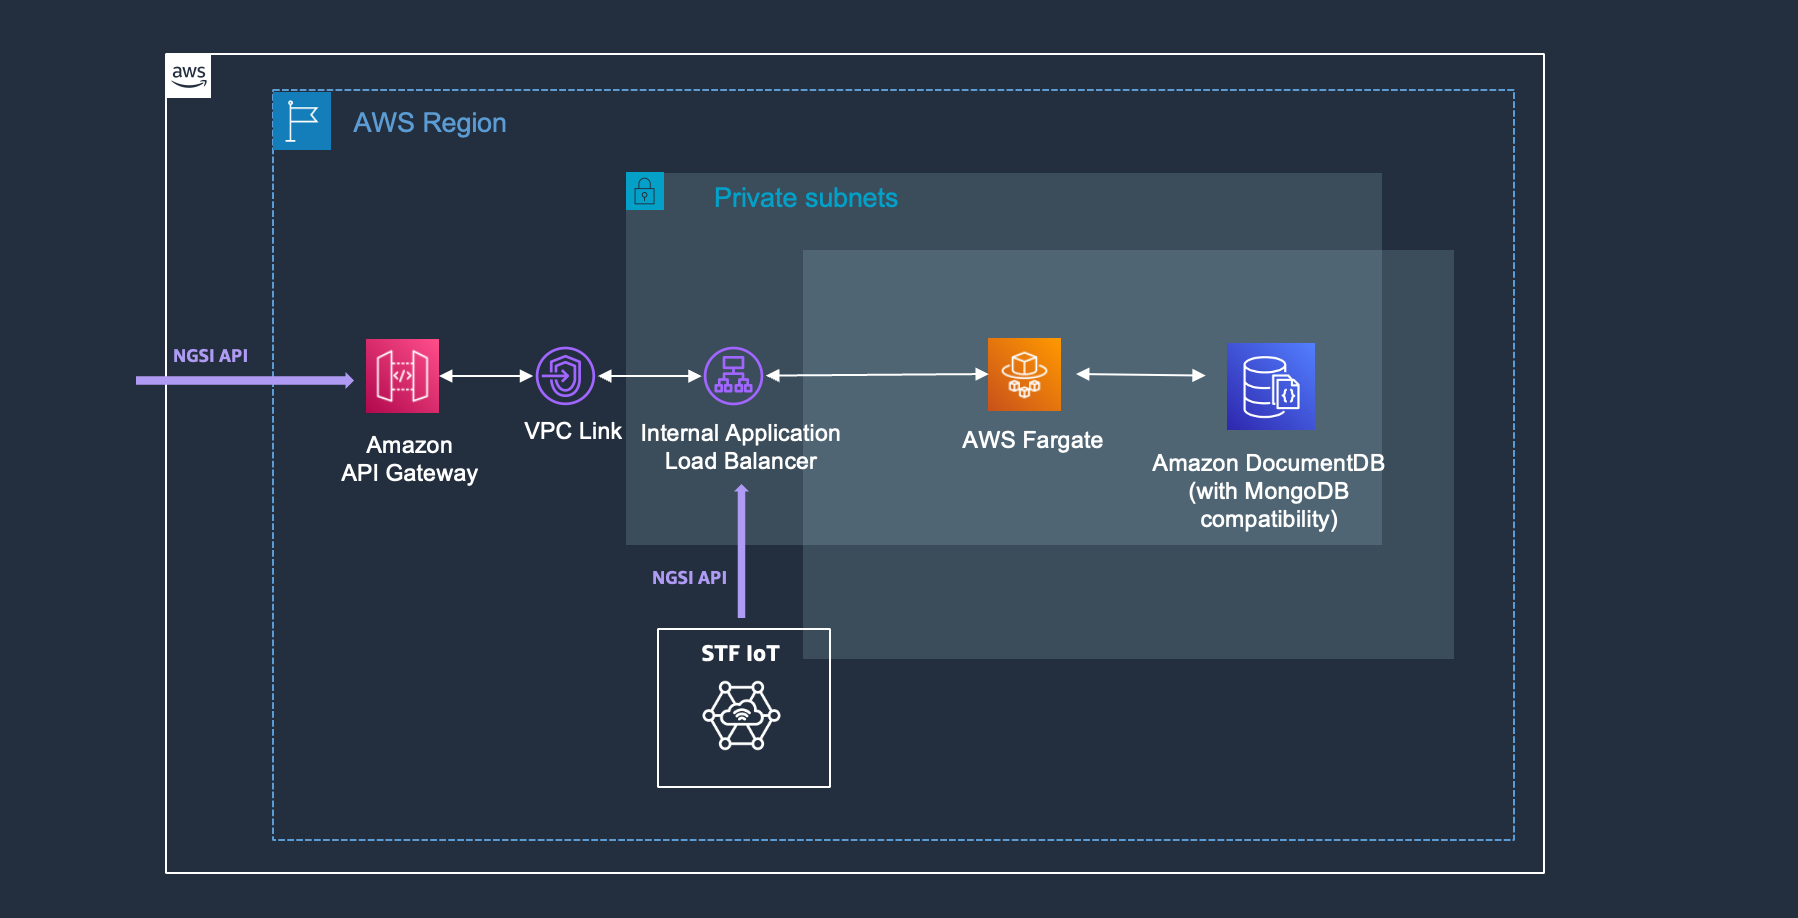 aws
AWS Region
Private subnets
NGSI API
Amazon
API Gateway
VPC Link
Internal Application
Load Balancer
AWS Fargate
Amazon DocumentDB
(with MongoDB
compatibility)
NGSI API
STF IoT